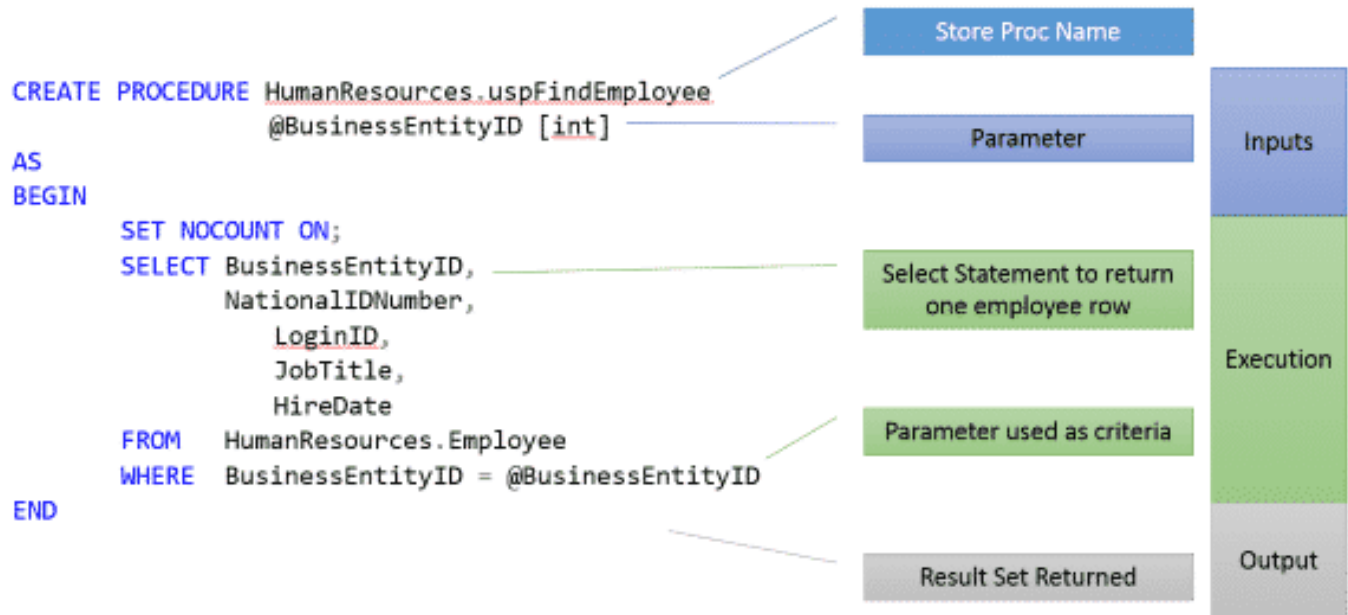 Store Proc Name
CREATE PROCEDURE HumanResources.uspFindEmployee
@BusinessEntityID [int]
Parameter
Inputs
AS
BEGIN
SET NOCOUNT ON;
SELECT BusinessEntityID,
NationalIDNumber,
LoginID,
JobTitle,
HireDate
FROM HumanResources.Employee
WHERE BusinessEntityID = @BusinessEntityID
END
Select Statement to return
one employee row
Execution
Parameter used as criteria
Output
Result Set Returned